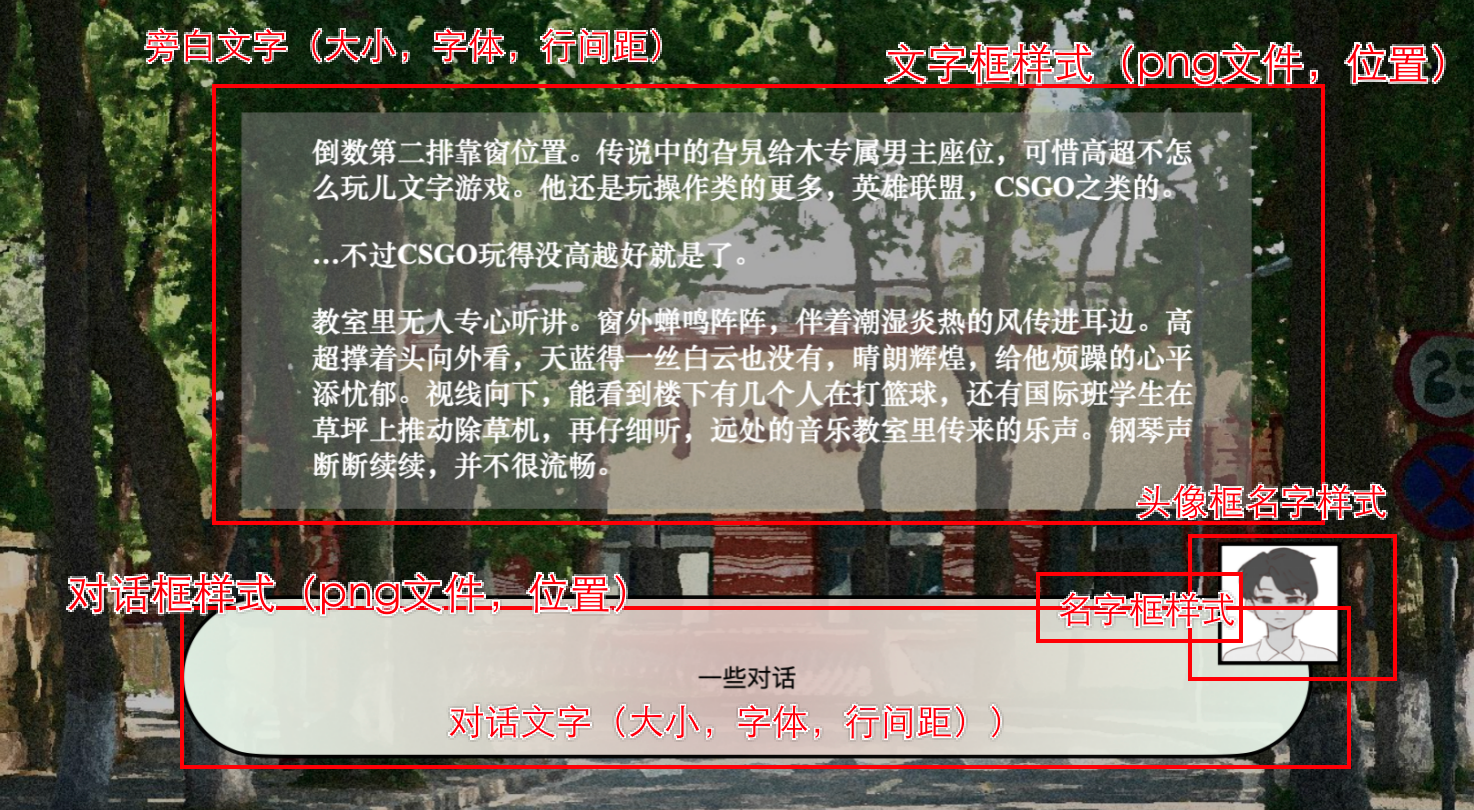 旁白文字（大小，字体，行间距）
文字框样式（png文件，位置）
倒数第二排靠窗位置。传说中的旮旯给木专属男主座位，可惜高超不怎
么玩儿文字游戏。他还是玩操作类的更多，英雄联盟，CSGO之类的。
…不过CSGO玩得没高越好就是了。
教室里无人专心听讲。窗外蝉鸣阵阵，伴着潮湿炎热的风传进耳边。高
超撑着头向外看，天蓝得一丝白云也没有，晴朗辉煌，给他烦躁的心平
添忧郁。视线向下，能看到楼下有几个人在打篮球，还有国际班学生在
草坪上推动除草机，再仔细听，远处的音乐教室里传来的乐声。钢琴声
断断续续，并不很流畅。
头像框名字样式
对话框样式（png文件，位置）
名字框样式
一些对话
对话文字（大小，字体，行间距））
25